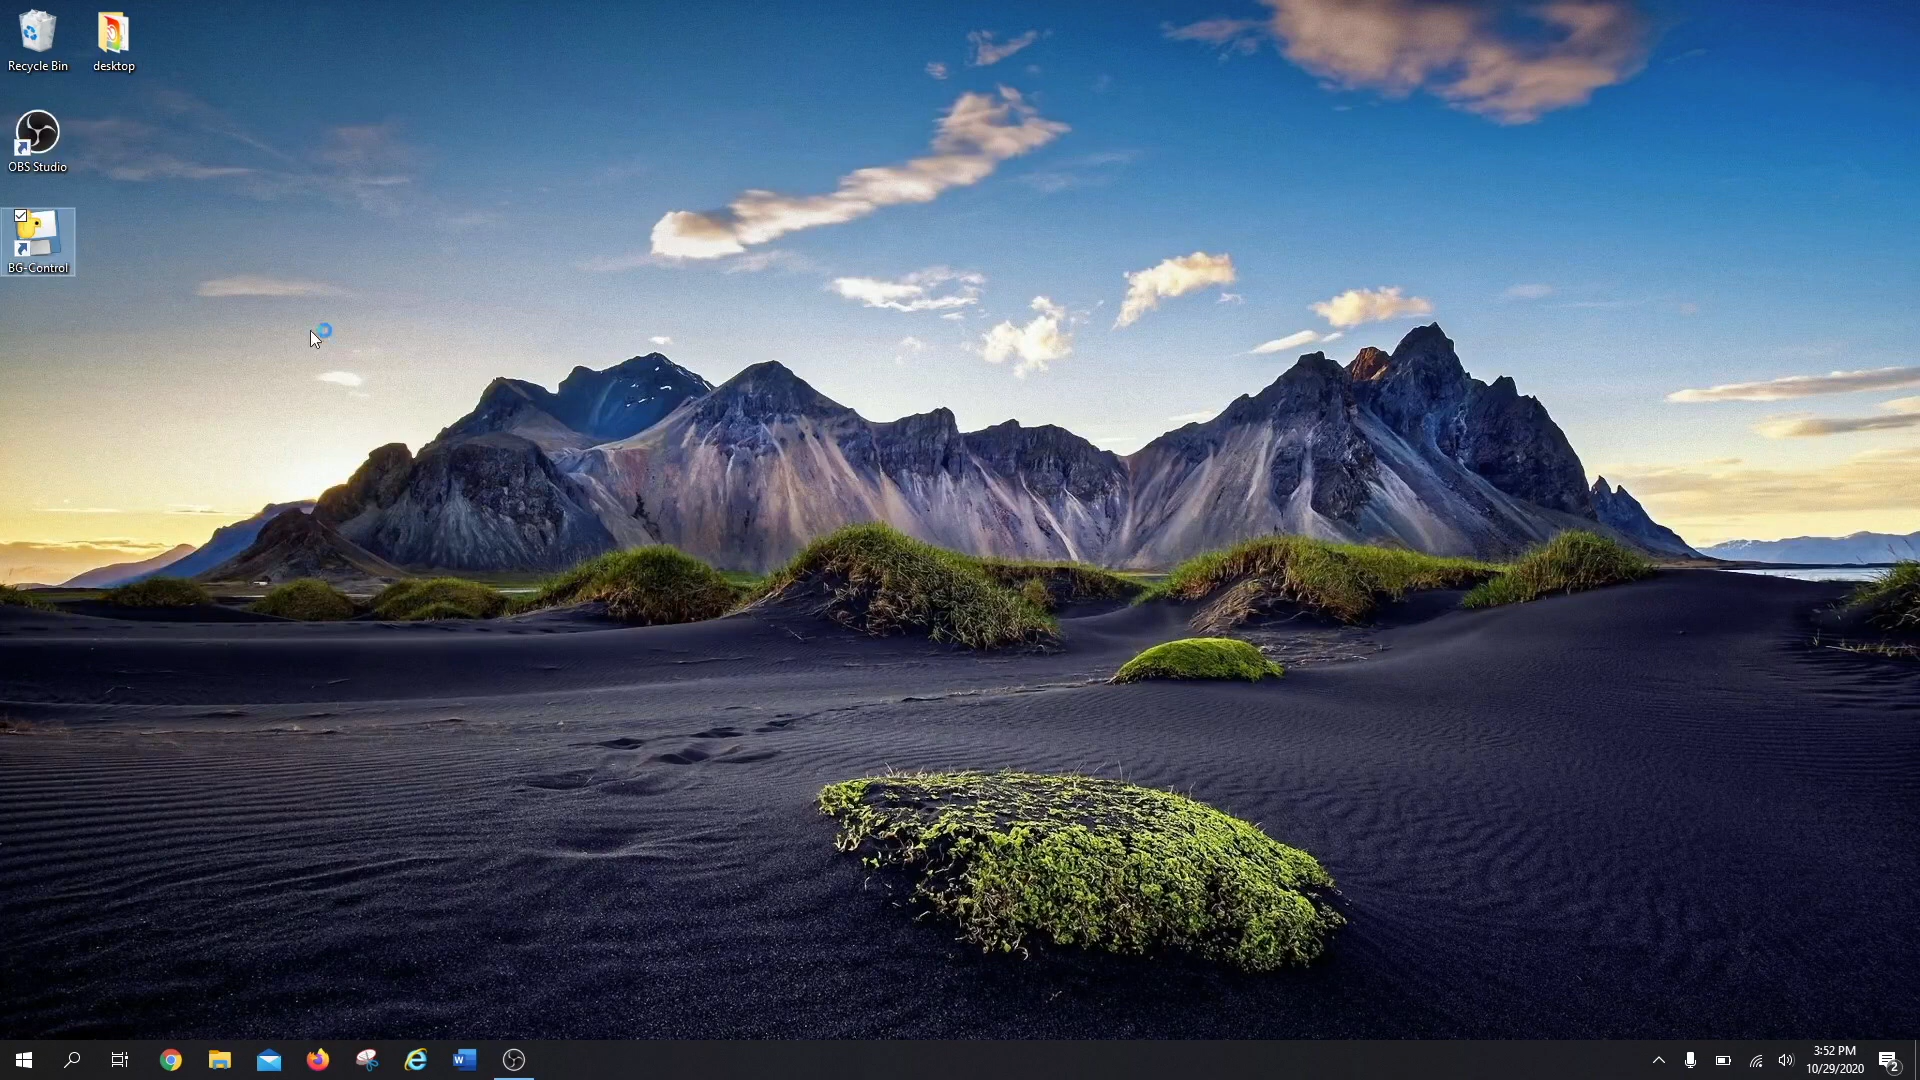 Recycle Bin
desktop
OBS Studio
BG-Control
3:52 PM
10/29/2020
2